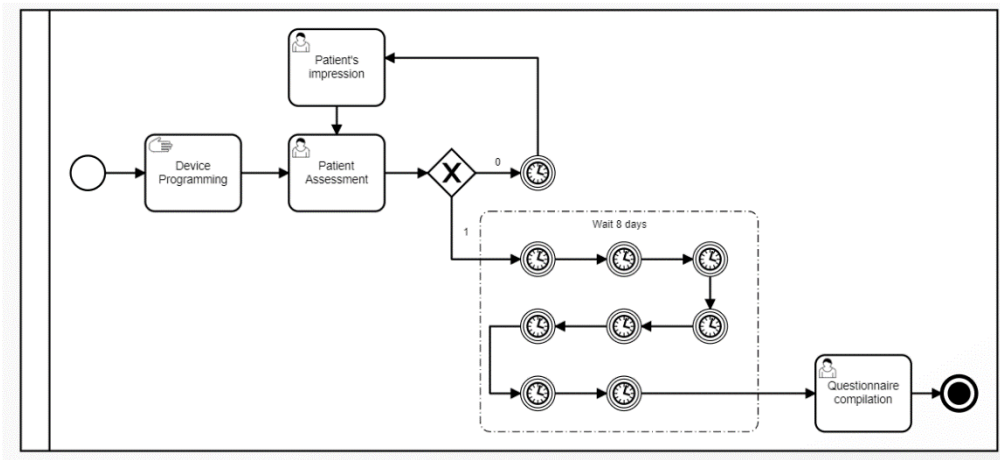 Patient's
impression
Device
Programming
Patient
Assessment
X
0
1
Wait 8 days
Questionnaire
compilation